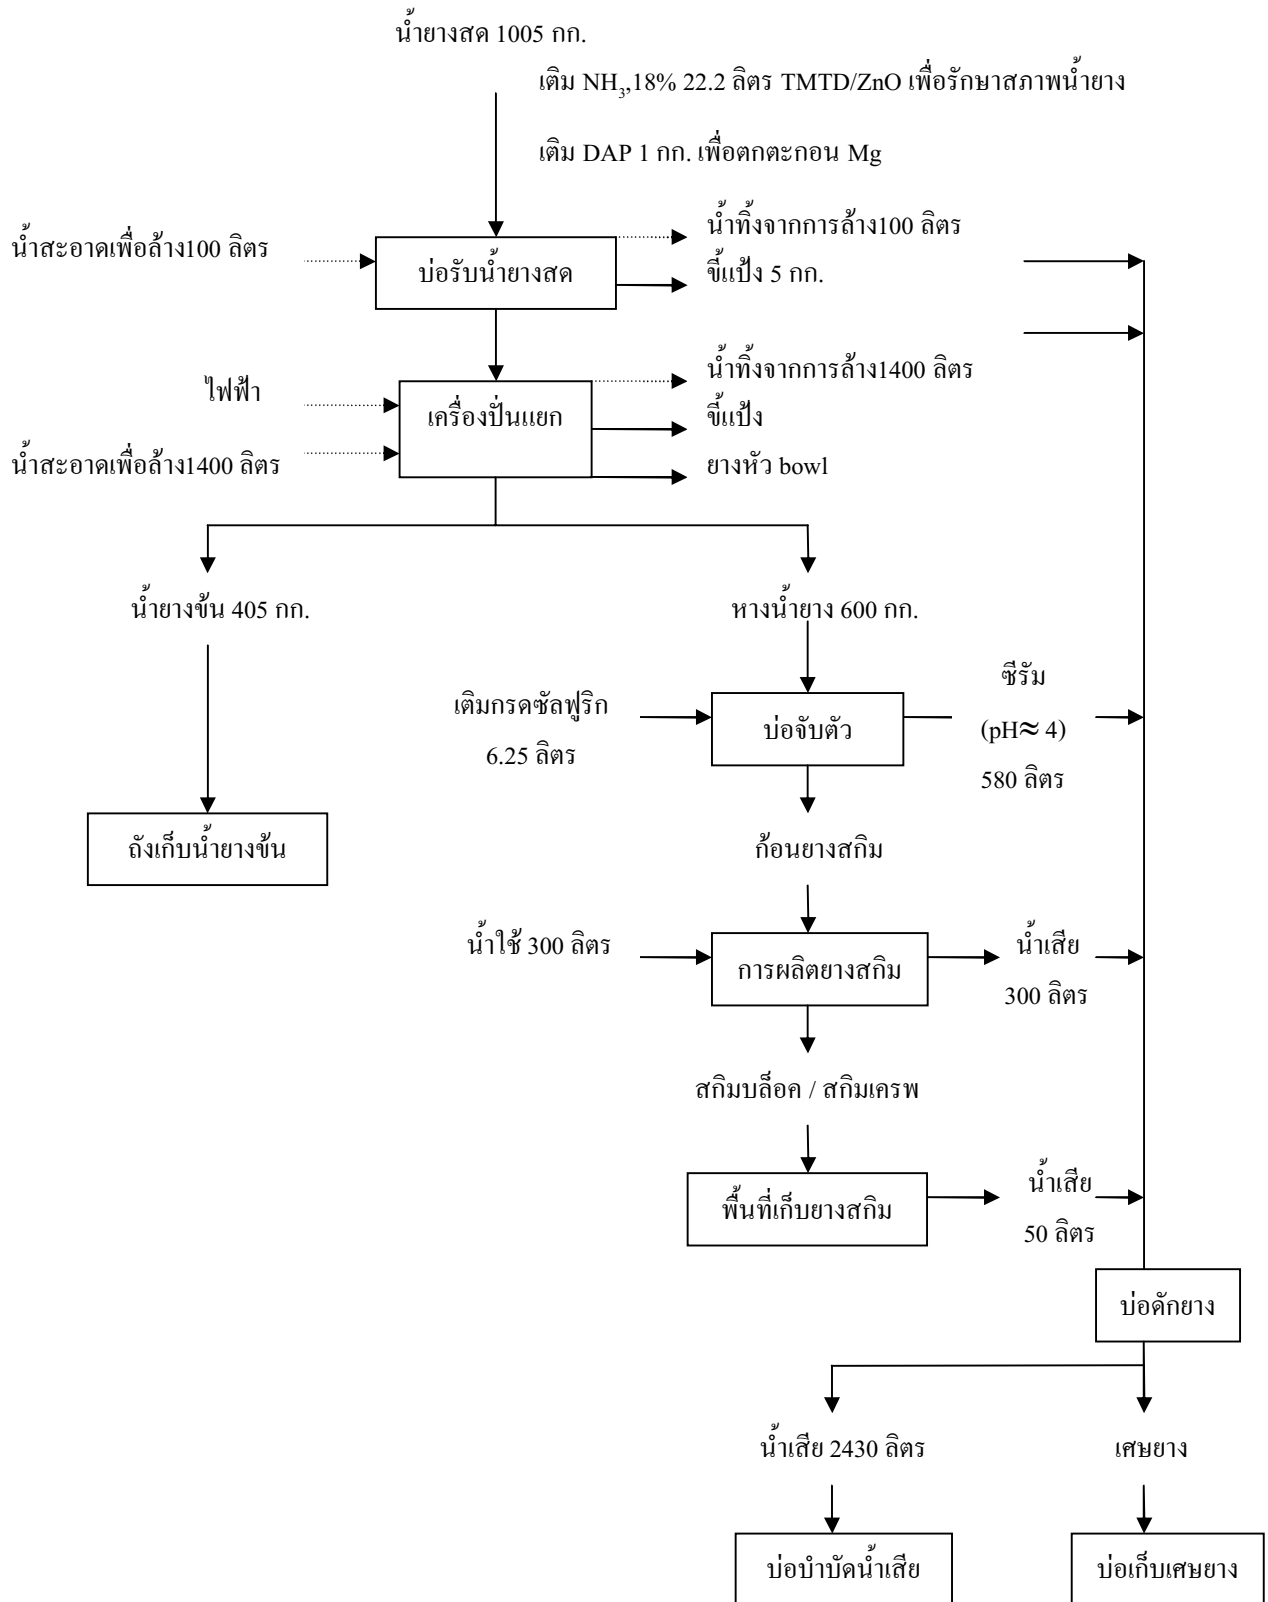 น้ำยางสด 1005 กก.
เติม NH3,18% 22.2 ลิตร TMTD/ZnO เพื่อรักษาสภาพน้ำยาง
เติม DAP 1 กก. เพื่อตกตะกอน Mg
น้ำสะอาดเพื่อล้าง100 ลิตร
บ่อรับน้ำยางสด
น้ำทิ้งจากการล้าง100 ลิตร
ขี้แป้ง 5 กก.
ไฟฟ้า
น้ำสะอาดเพื่อล้าง1400 ลิตร
เครื่องปั่นแยก
น้ำทิ้งจากการล้าง1400 ลิตร
ขี้แป้ง
ยางหัว bowl
น้ำยางข้น 405 กก.
หางน้ำยาง 600 กก.
เติมกรดซัลฟูริก
6.25 ลิตร
บ่อจับตัว
ซีรัม
(pH≈ 4)
580 ลิตร
ถังเก็บน้ำยางข้น
ก้อนยางสกิม
น้ำใช้ 300 ลิตร
การผลิตยางสกิม
น้ำเสีย
300 ลิตร
สกิมบล็อค / สกิมเครพ
พื้นที่เก็บยางสกิม
น้ำเสีย
50 ลิตร
บ่อดักยาง
น้ำเสีย 2430 ลิตร
เศษยาง
บ่อบำบัดน้ำเสีย
บ่อเก็บเศษยาง